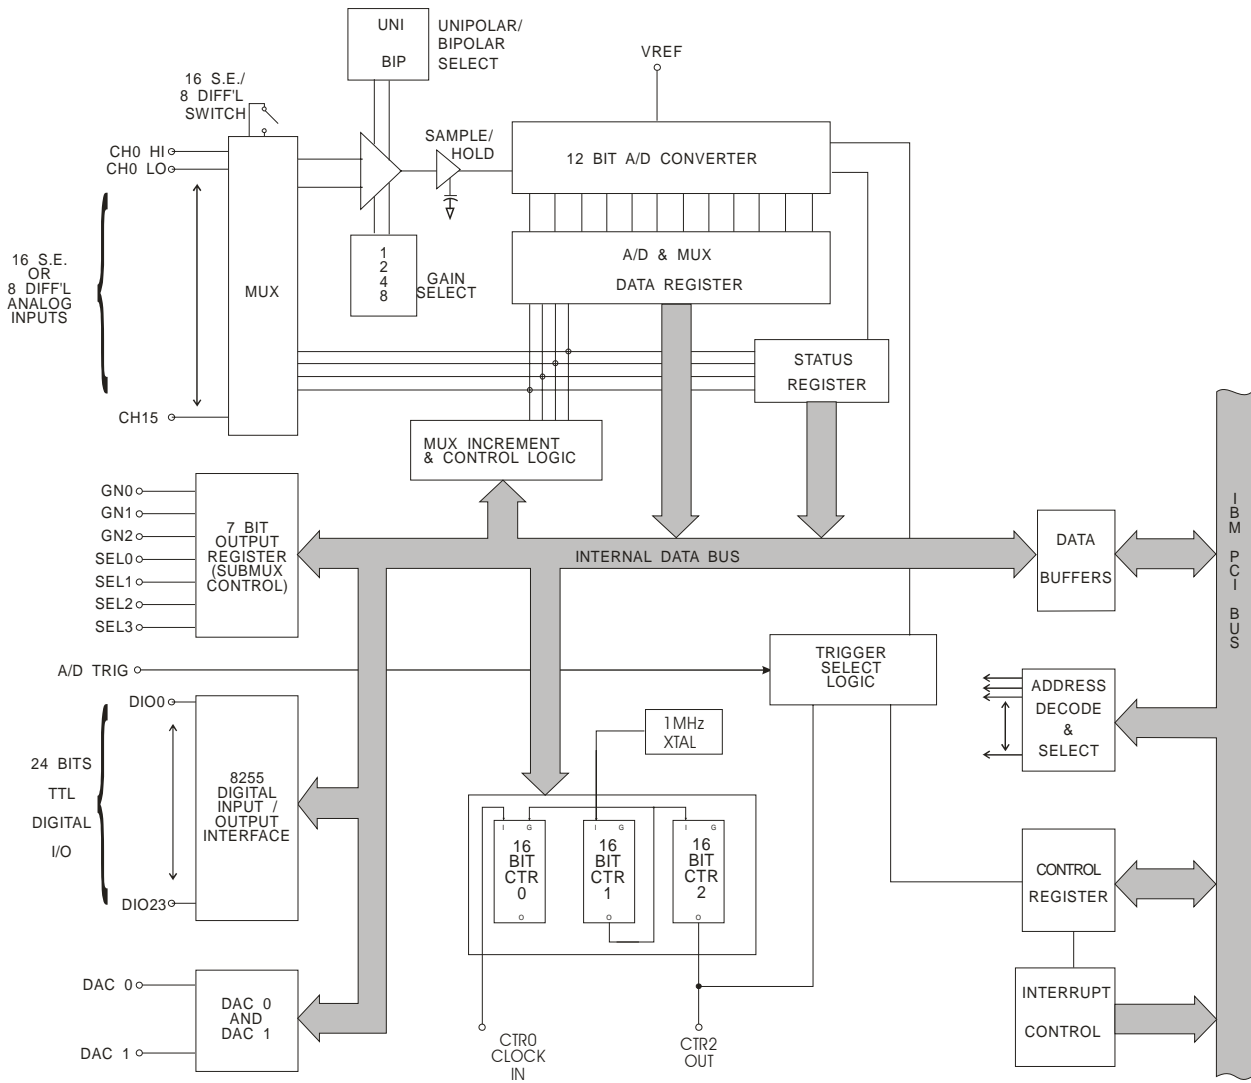 UNI
BIP
UNIPOLAR/
BIPOLAR
SELECT
VREF
16 S.E./
8 DIFF'L
SWITCH
SAMPLE/
HOLD
12 BIT A/D CONVERTER
CH0 HI
CH0 LO
MUX
A/D & MUX
DATA REGISTER
1
2
4
8
GAIN
SELECT
16 S.E.
OR
8 DIFF'L
ANALOG
INPUTS
STATUS
REGISTER
CH15
MUX INCREMENT
& CONTROL LOGIC
GN0
GN1
GN2
SEL0
SEL1
SEL2
SEL3
7 BIT
OUTPUT
REGISTER
(SUBMUX
CONTROL)
INTERNAL DATA BUS
DATA
BUFFERS
IBM PCI BUS
A/D TRIG
TRIGGER
SELECT
LOGIC
ADDRESS
DECODE
&
SELECT
DIO0
24 BITS
TTL
DIGITAL
I/O
DIO23
8255
DIGITAL
INPUT /
OUTPUT
INTERFACE
1MHz
XTAL
I G
16
BIT
CTR
0
O
I G
16
BIT
CTR
1
O
I G
16
BIT
CTR
2
O
CONTROL
REGISTER
DAC 0
DAC 1
DAC 0
AND
DAC 1
CTR0
CLOCK
IN
CTR2
OUT
INTERRUPT
CONTROL